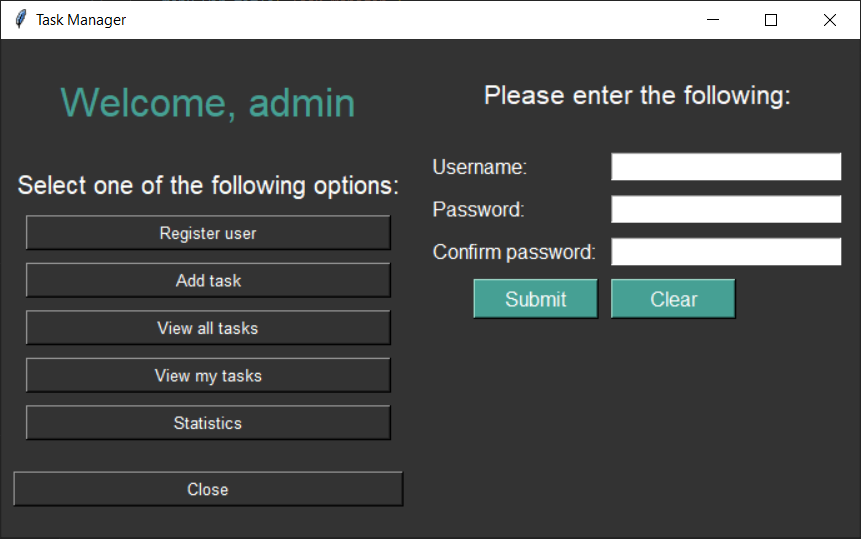 Task Manager
Welcome, admin
Select one of the following options:
Register user
Add task
View all tasks
View my tasks
Statistics
Close
Please enter the following:
Username:
Password:
Confirm password:
Submit
Clear